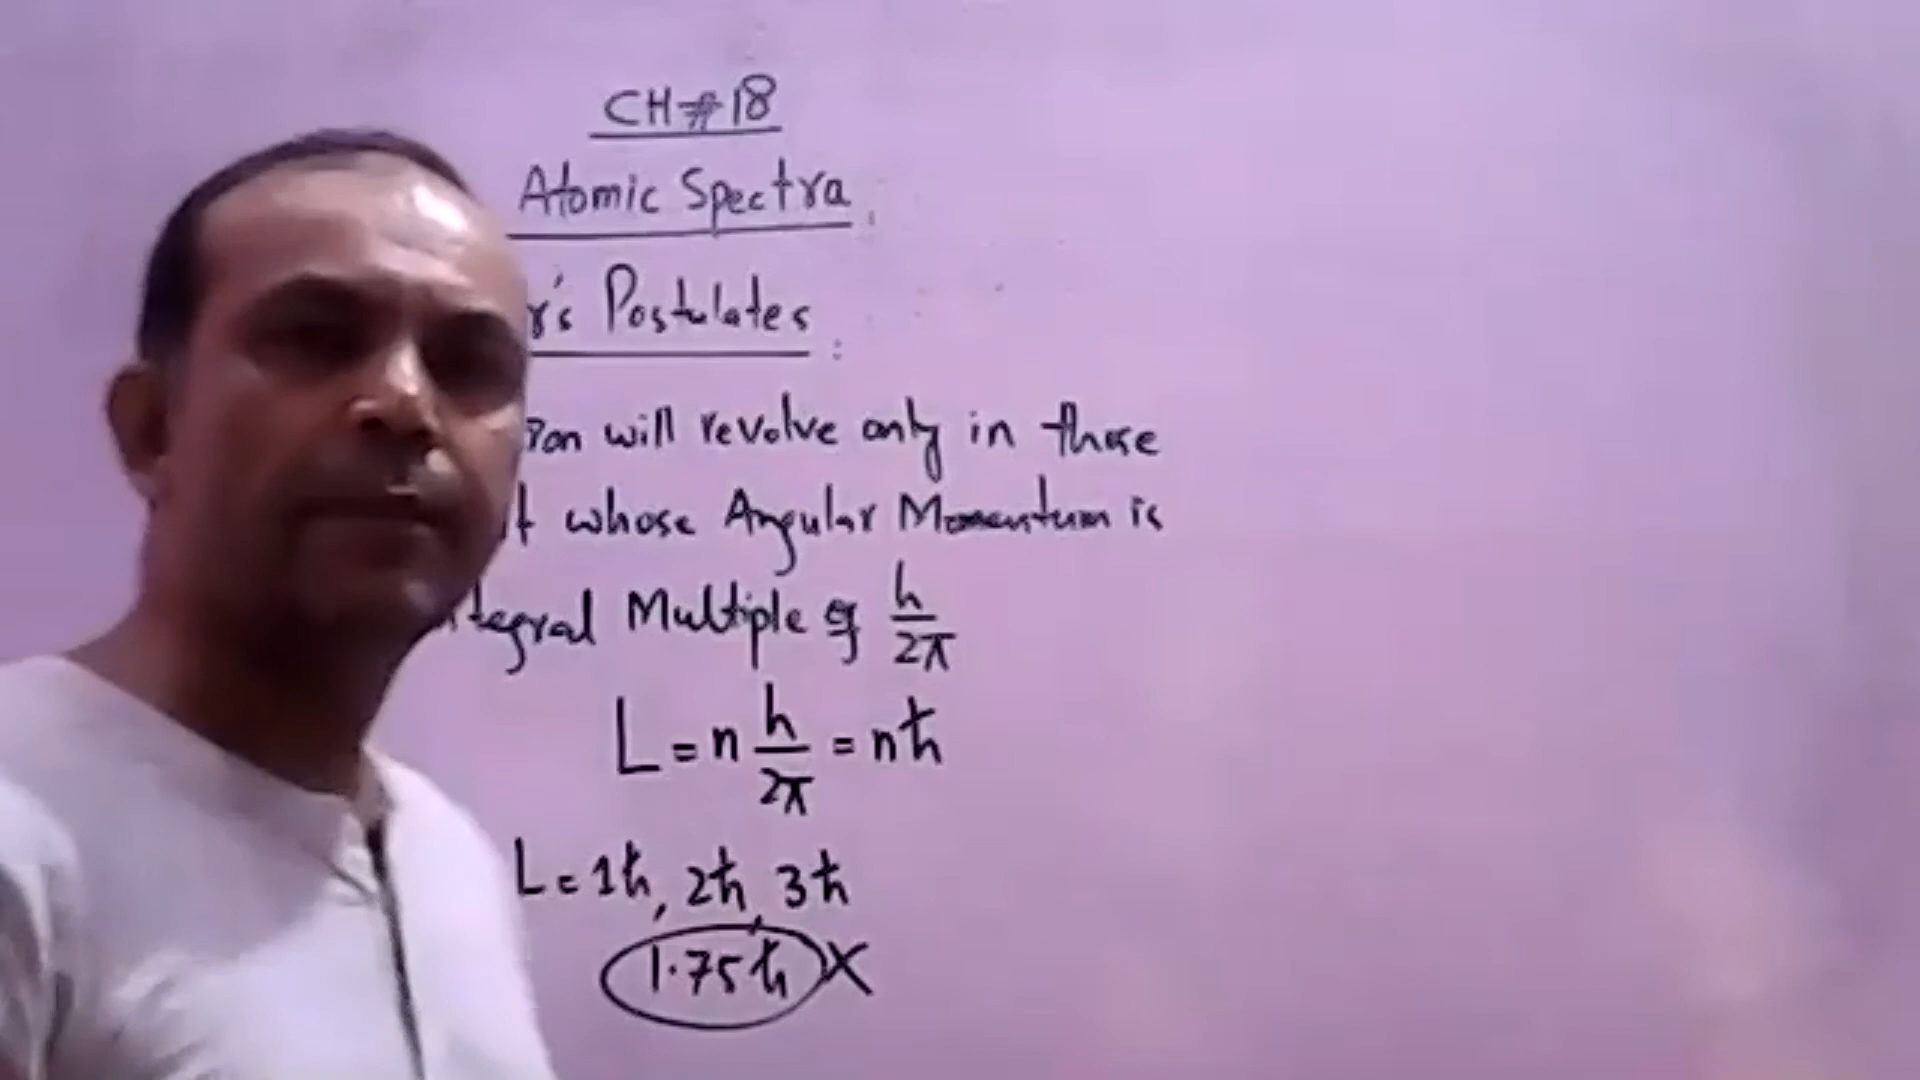 CH#18
Atomic Spectra
r's Postulates :
ron will revolve only in those
t whose Angular Momentum is
tegral Multiple of h/2π
L = n h/2π = nħ
L = 1ħ, 2ħ, 3ħ
1.75ħ X